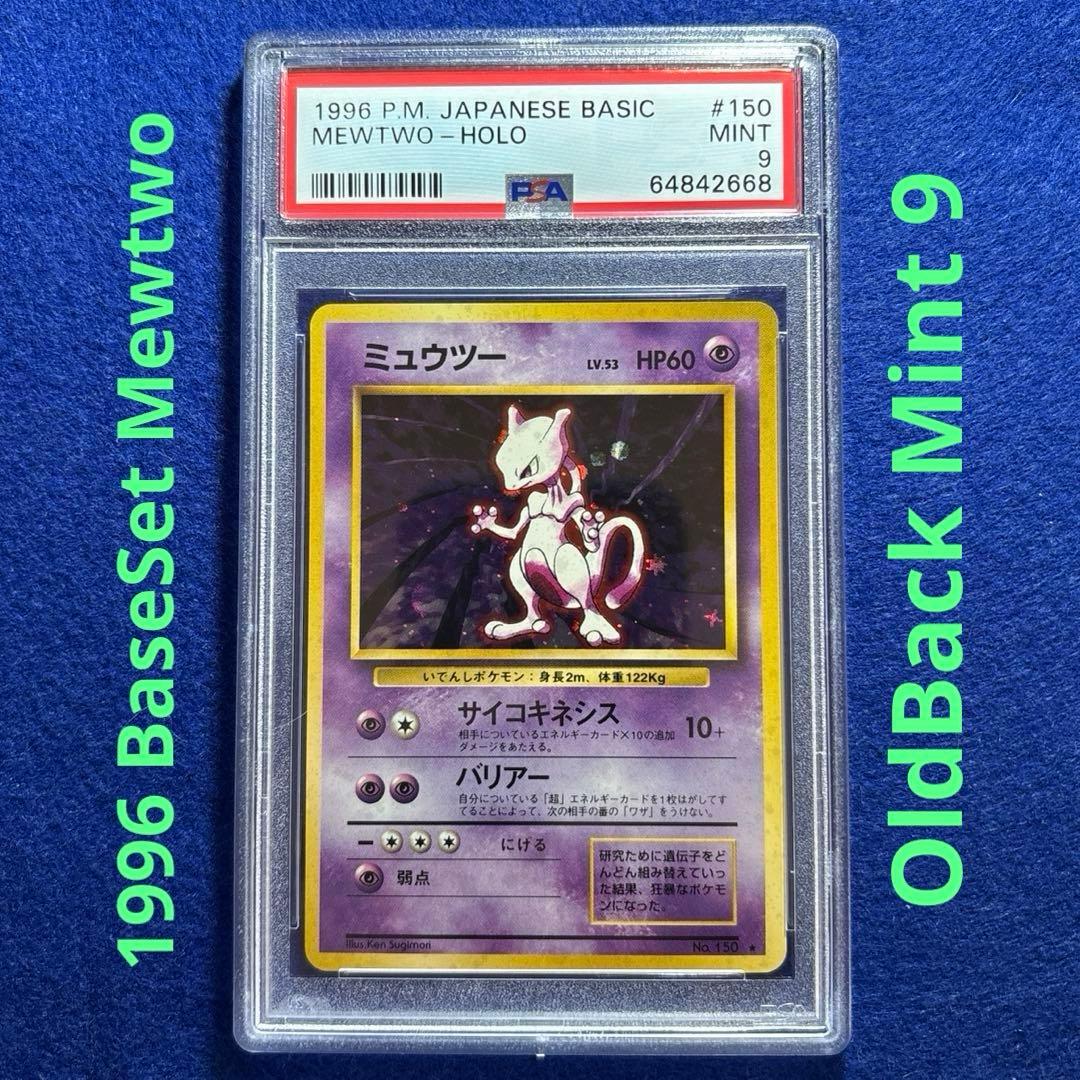 1996 BaseSet Mewtwo
OldBack Mint 9
1996 P.M. JAPANESE BASIC #150
MEWTWO - HOLO MINT
9
PSA 64842668
ミュウツー LV.53 HP60
いでんしポケモン：身長2m、体重122Kg
サイコキネシス 10+
相手についているエネルギーカード×10の追加
ダメージをあたえる。
バリアー
自分についている「超」エネルギーカードを1枚はがしてす
てることによって、次の相手の番の「ワザ」をうけない。
にげる
弱点
研究ために遺伝子をど
んどん組み替えていっ
た結果、狂暴なポケモ
ンになった。
Illus.Ken Sugimori No. 150 ★